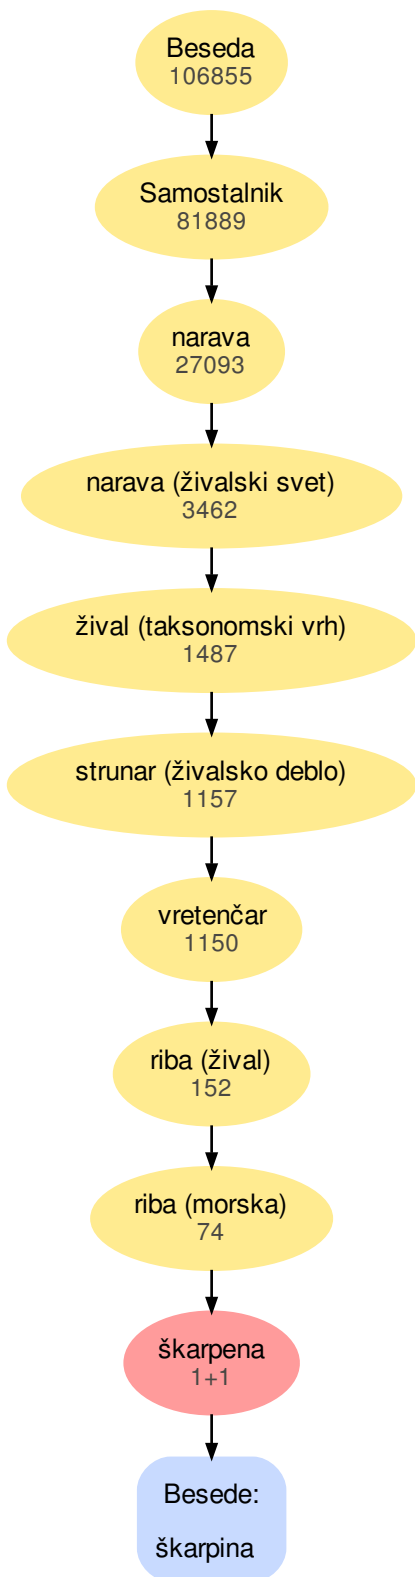 Beseda
106855
Samostalnik
81889
narava
27093
narava (živalski svet)
3462
žival (taksonomski vrh)
1487
strunar (živalsko deblo)
1157
vretenčar
1150
riba (žival)
152
riba (morska)
74
škarpena
1+1
Besede:
škarpina